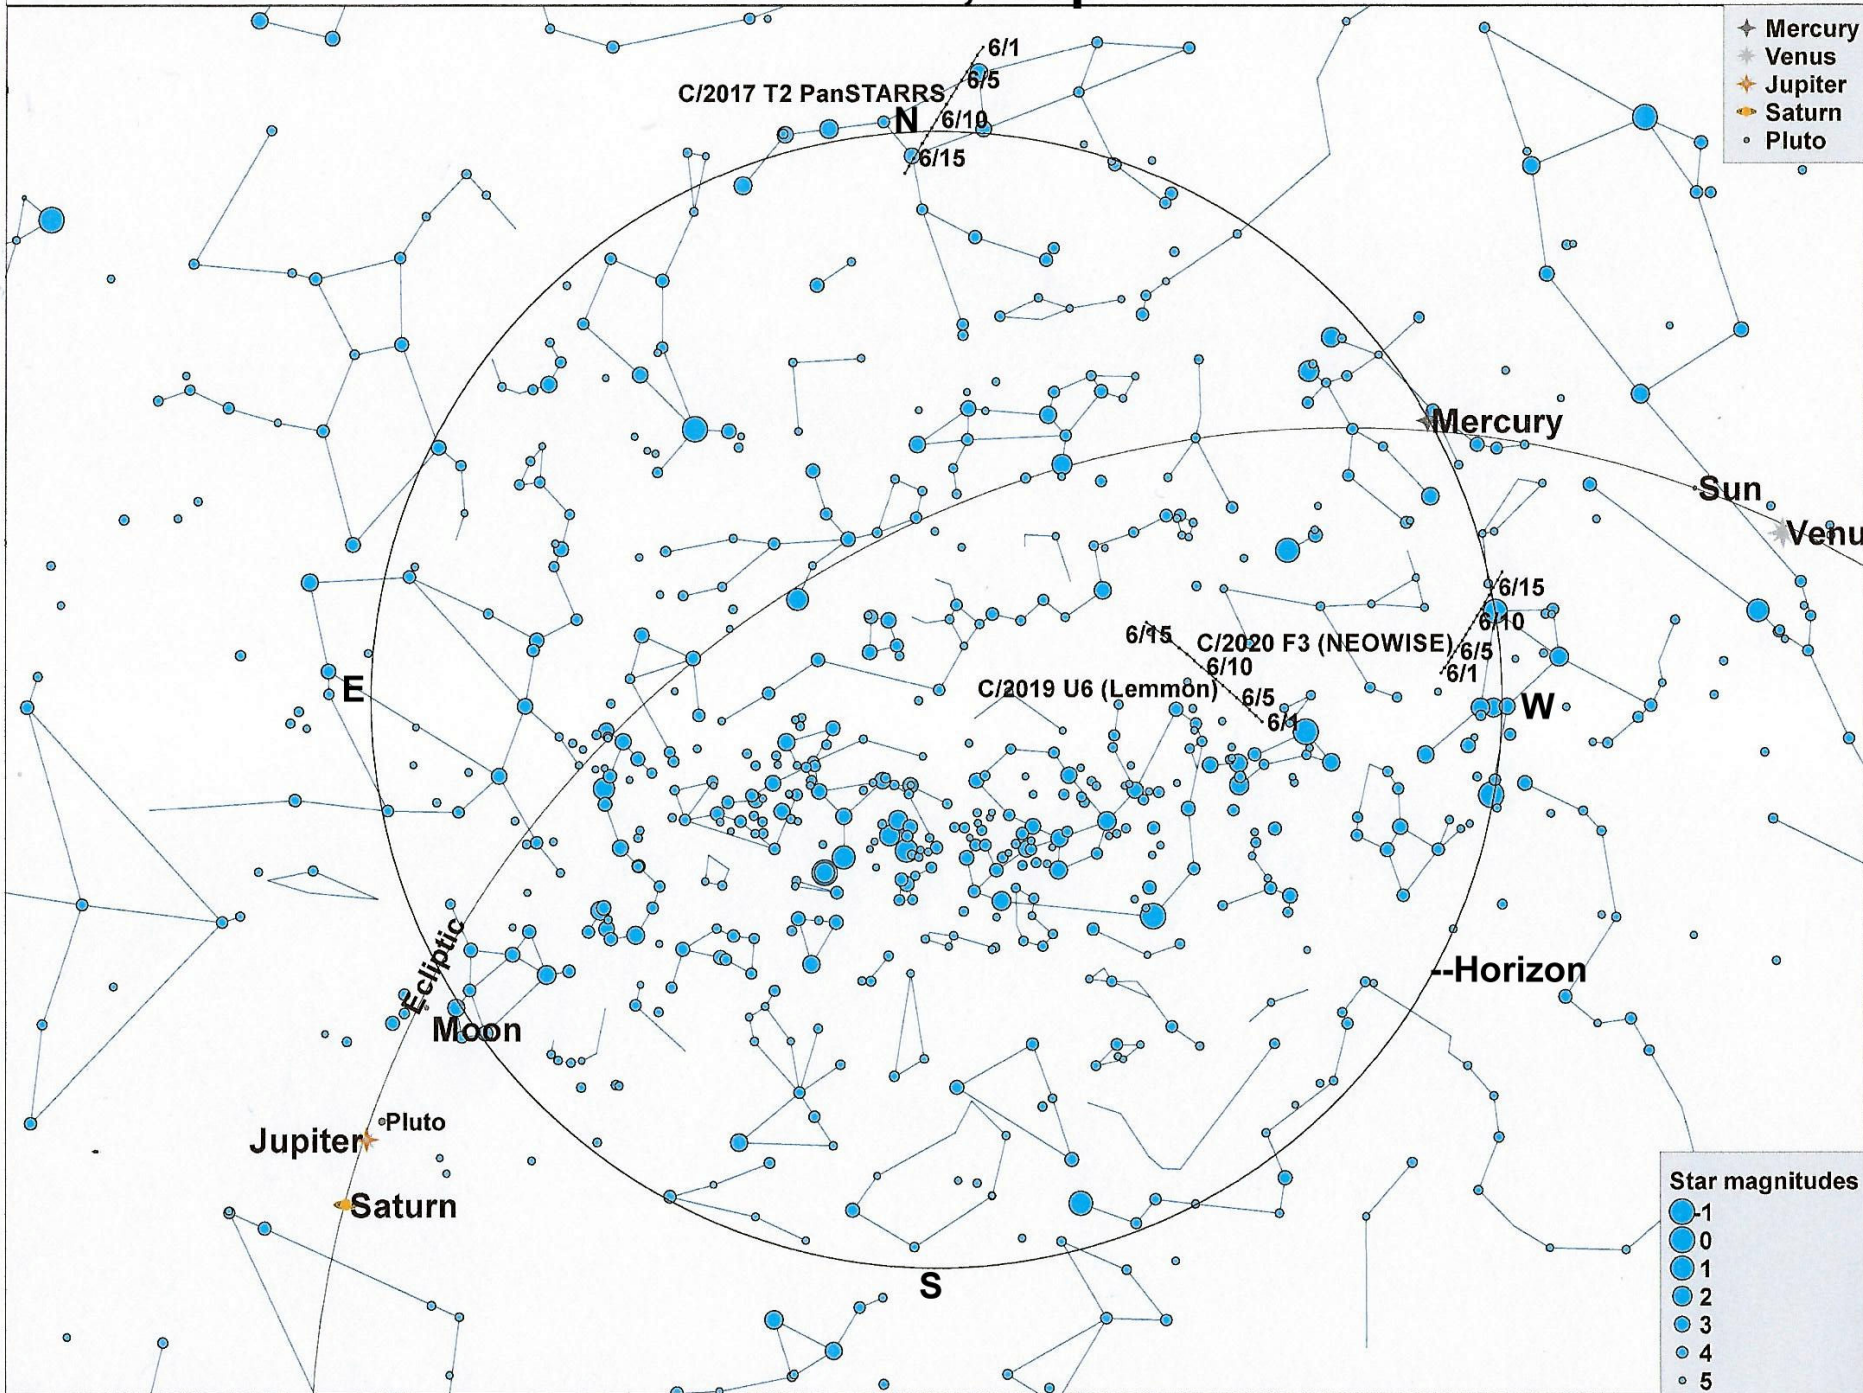 Mercury
Venus
Jupiter
Saturn
Pluto
6/1
6/5
C/2017 T2 PanSTARRS
N
6/10
6/15
Mercury
Sun
Venu
6/15
6/10
6/15
C/2020 F3 (NEOWISE)
6/5
6/10
6/1
C/2019 U6 (Lemmon)
6/5
6/1
E
W
Ecliptic
--Horizon
Moon
Pluto
Jupiter
Saturn
S
Star magnitudes
-1
0
1
2
3
4
5